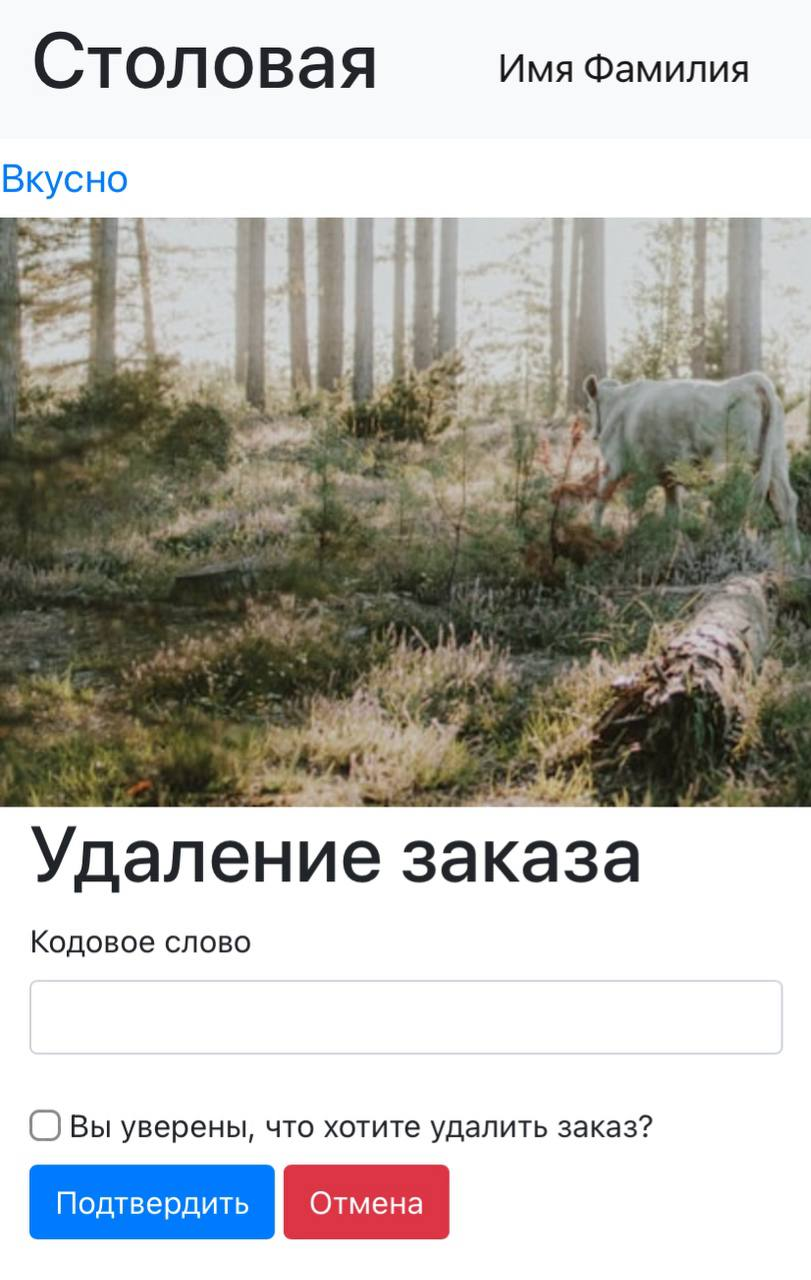 Столовая
Имя Фамилия
Вкусно
Удаление заказа
Кодовое слово
Вы уверены, что хотите удалить заказ?
Подтвердить
Отмена